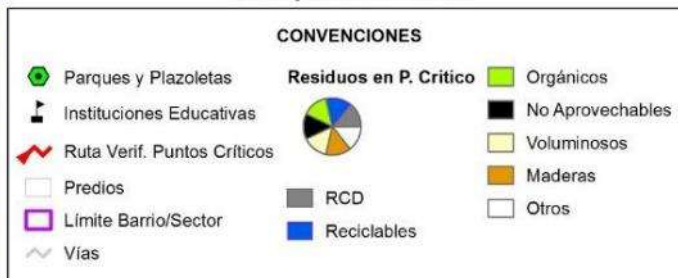 CONVENCIONES
Parques y Plazoletas
Instituciones Educativas
Ruta Verif. Puntos Críticos
Predios
Límite Barrio/Sector
Vías
Residuos en P. Critico
RCD
Reciclables
Orgánicos
No Aprovechables
Voluminosos
Maderas
Otros